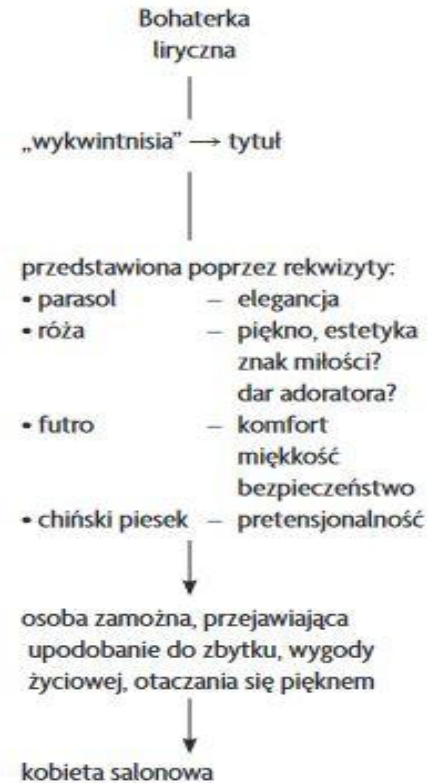 Bohaterka
liryczna
„wykwintnisia” → tytuł
przedstawiona poprzez rekwizyty:
• parasol – elegancja
• róża – piękno, estetyka
znak miłości?
dar adoratora?
• futro – komfort
miękkość
bezpieczeństwo
• chiński piesek – pretensjonalność
osoba zamożna, przejawiająca
upodobanie do zbytku, wygody
życiowej, otaczania się pięknem
kobieta salonowa